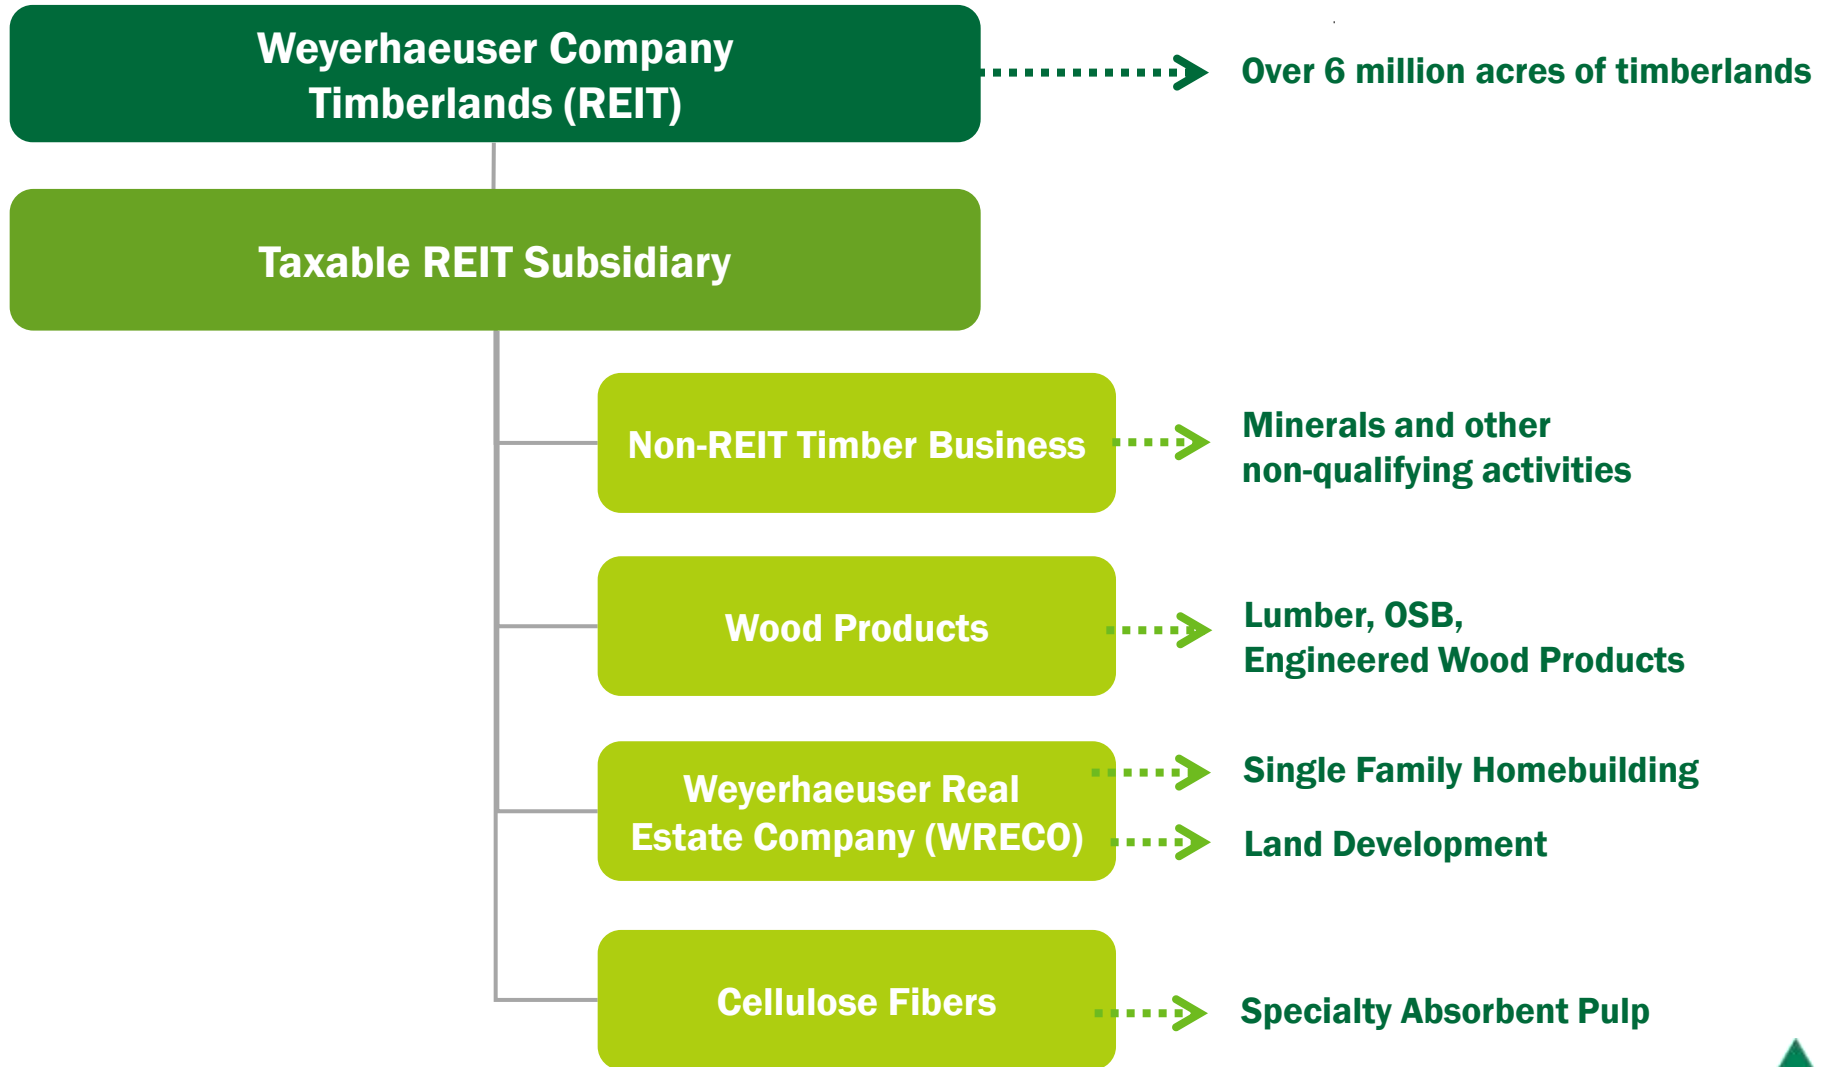 Weyerhaeuser Company
Timberlands (REIT)
Over 6 million acres of timberlands
Taxable REIT Subsidiary
Non-REIT Timber Business
Minerals and other
non-qualifying activities
Wood Products
Lumber, OSB,
Engineered Wood Products
Weyerhaeuser Real
Estate Company (WRECO)
Single Family Homebuilding
Land Development
Cellulose Fibers
Specialty Absorbent Pulp